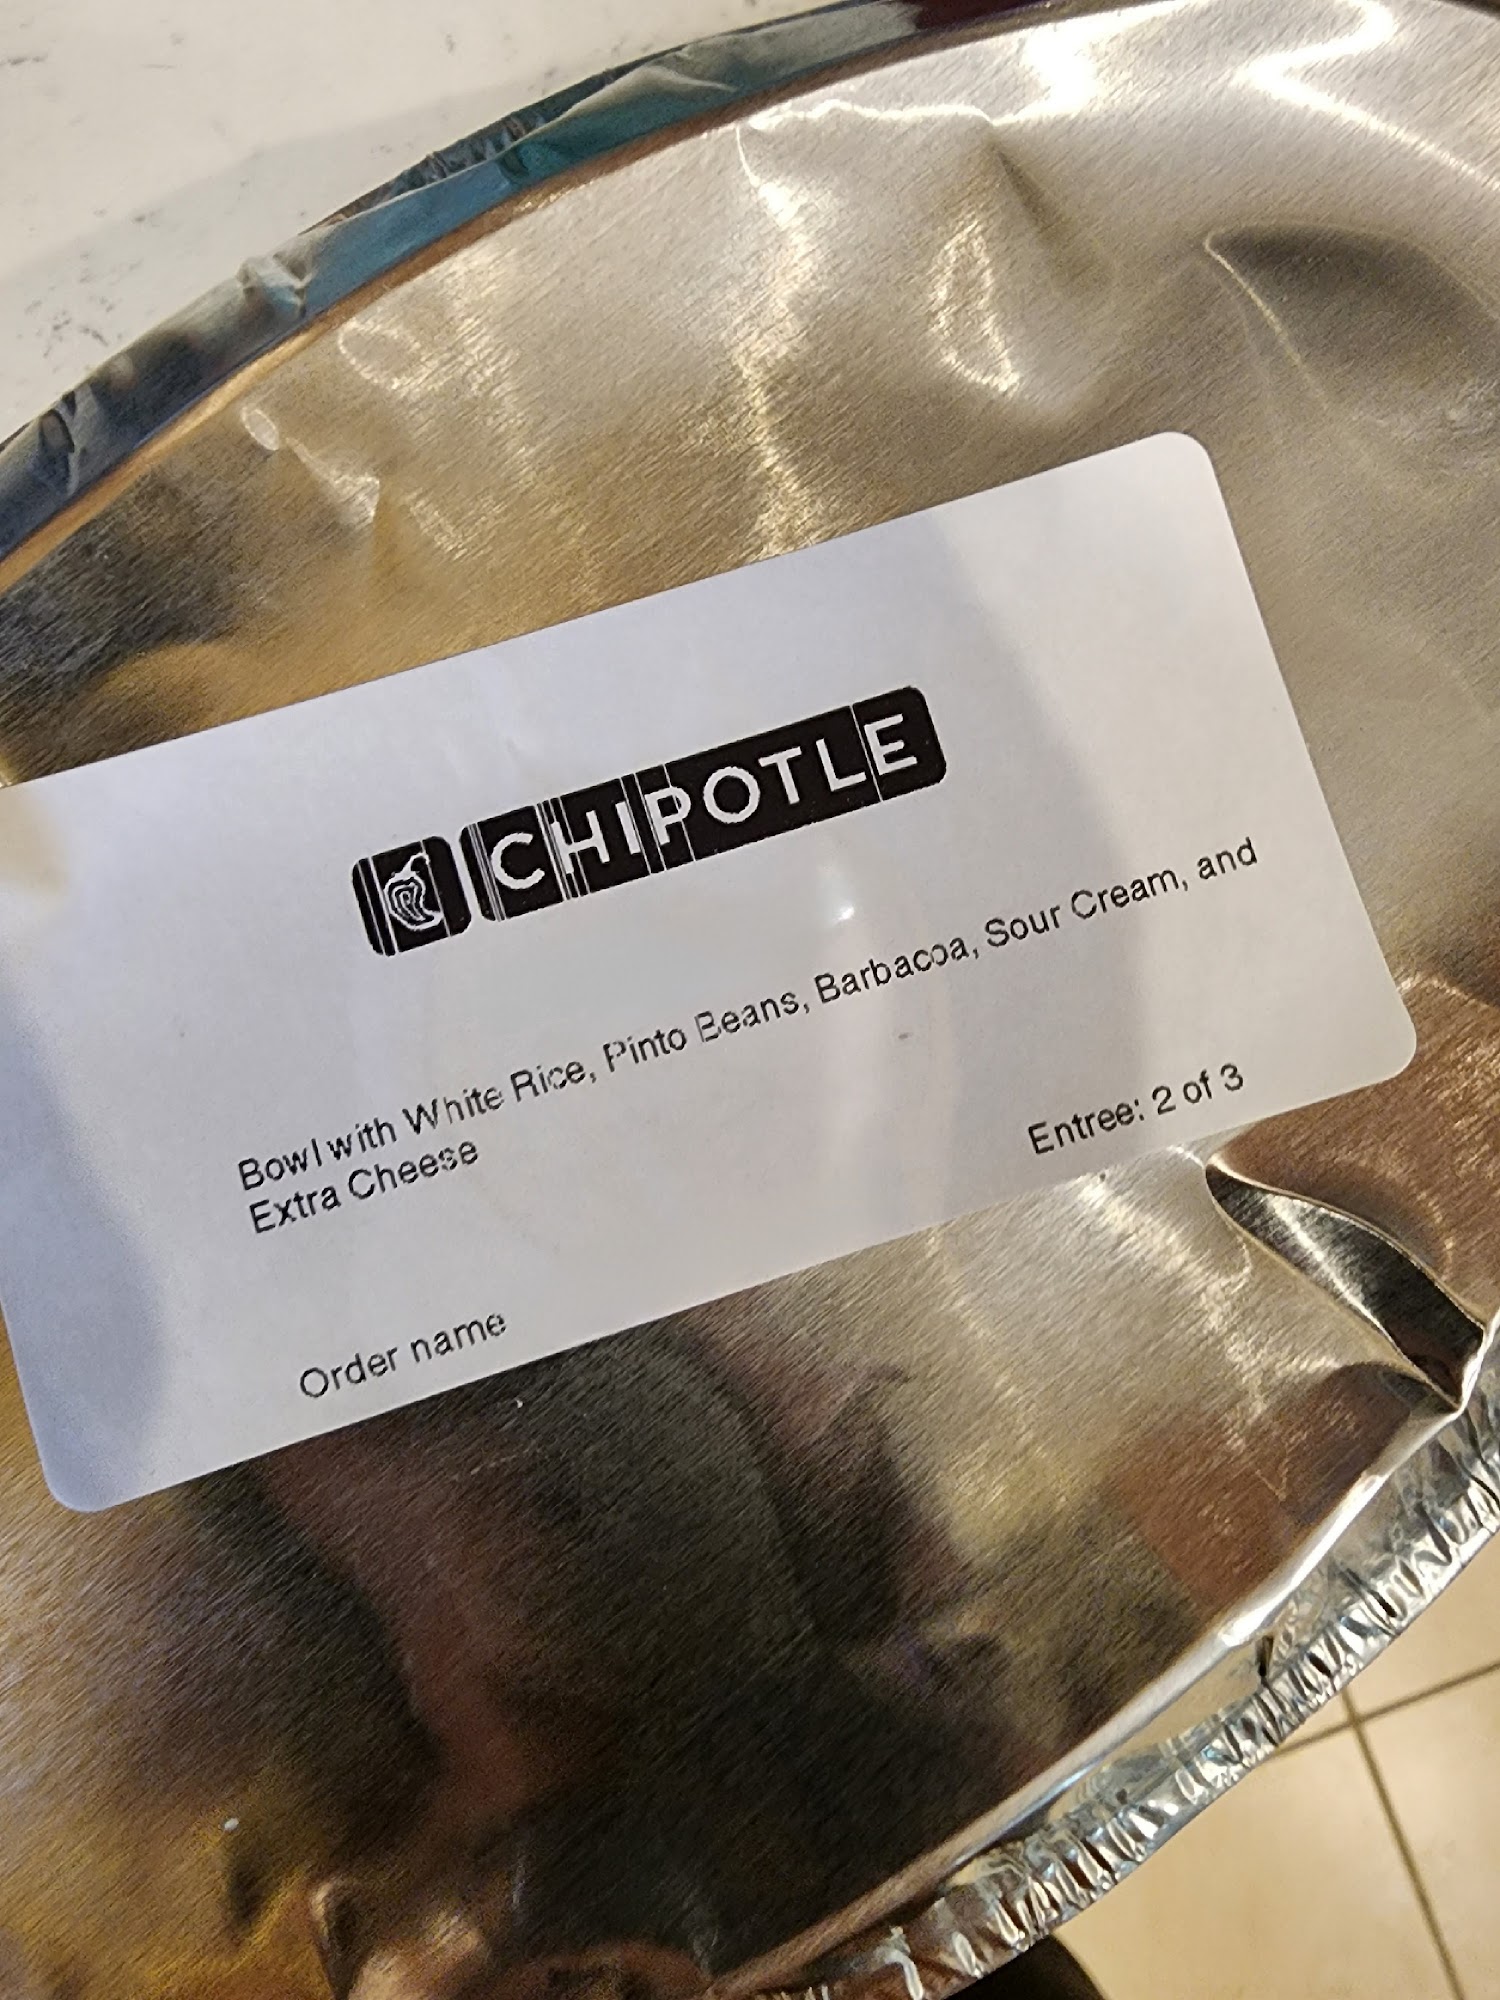 CHIPOTLE
Bowl with White Rice, Pinto Beans, Barbacoa, Sour Cream, and
Extra Cheese
Entree: 2 of 3
Order name